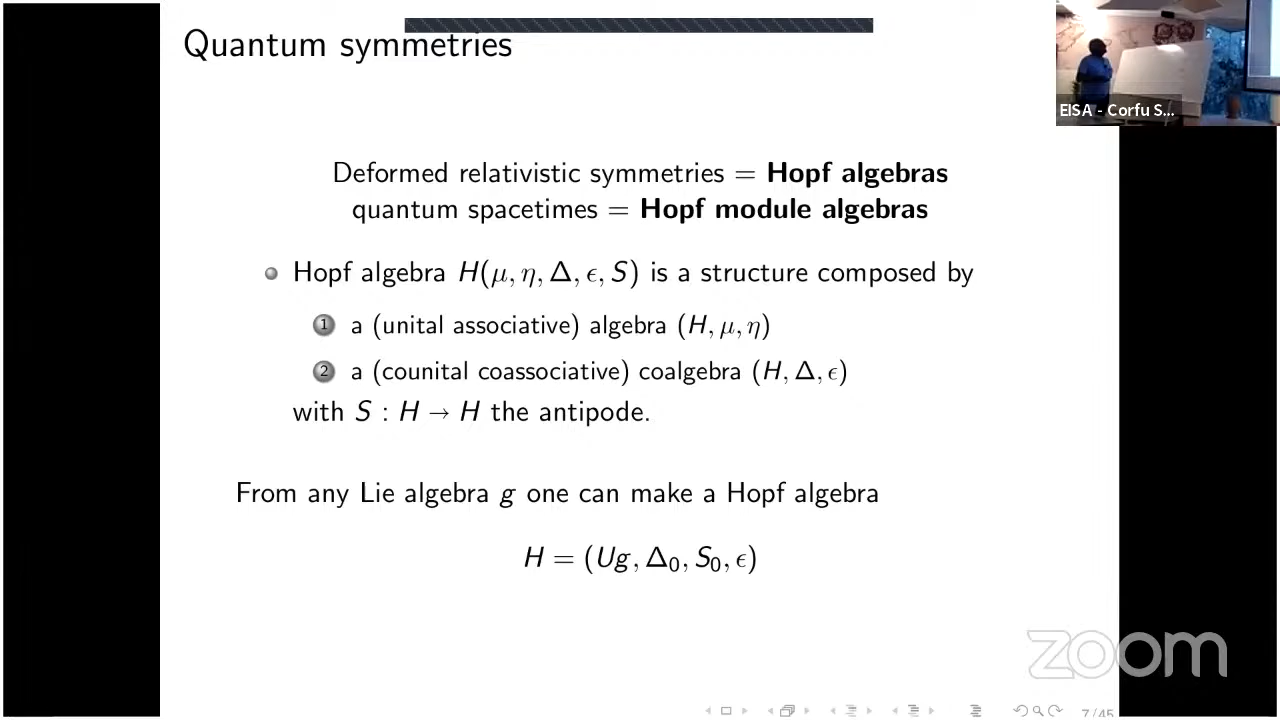 Quantum symmetries
EISA - Corfu S...
Deformed relativistic symmetries = Hopf algebras
quantum spacetimes = Hopf module algebras
Hopf algebra H(μ, η, Δ, ϵ, S) is a structure composed by
1 a (unital associative) algebra (H, μ, η)
2 a (counital coassociative) coalgebra (H, Δ, ϵ)
with S : H → H the antipode.
From any Lie algebra g one can make a Hopf algebra
H = (Ug, Δ₀, S₀, ϵ)
zoom
7/45